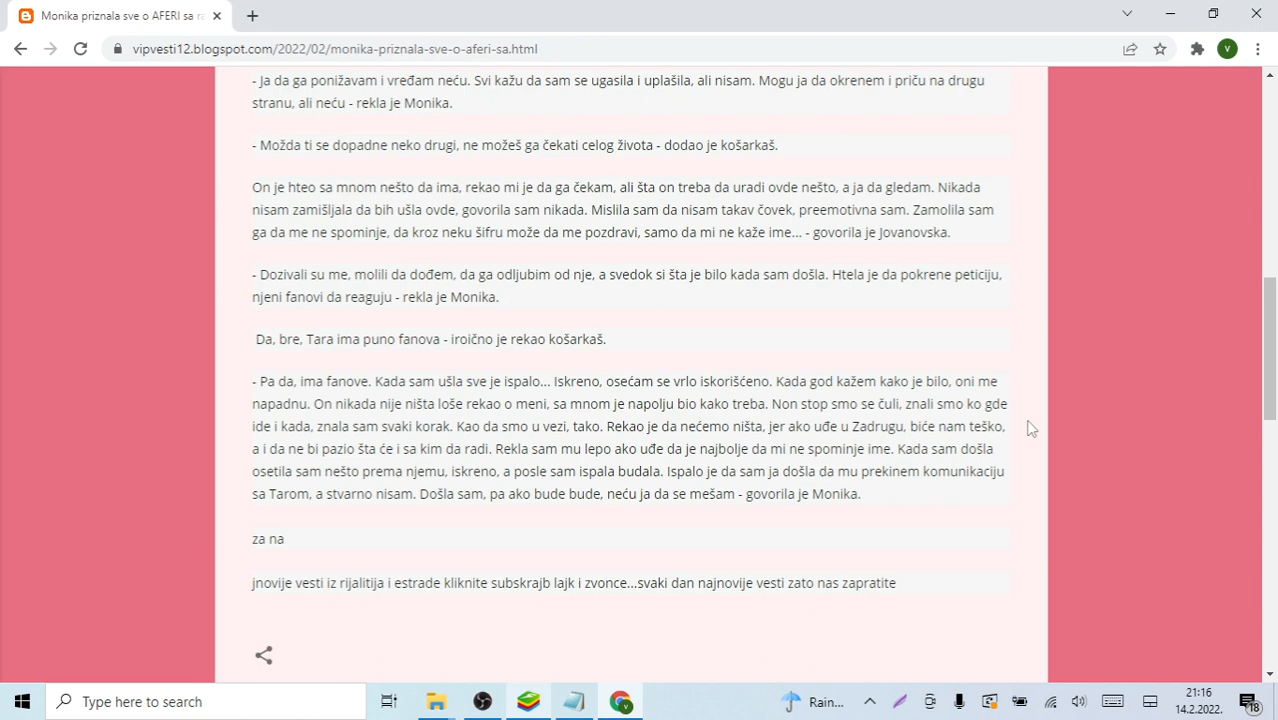 Monika priznala sve o AFERI sa ra
vipvesti12.blogspot.com/2022/02/monika-priznala-sve-o-aferi-sa.html
V
- Ja da ga ponižavam i vređam neću. Svi kažu da sam se ugasila i uplašila, ali nisam. Mogu ja da okrenem i priču na drugu
stranu, ali neću - rekla je Monika.
- Možda ti se dopadne neko drugi, ne možeš ga čekati celog života - dodao je košarkaš.
On je hteo sa mnom nešto da ima, rekao mi je da ga čekam, ali šta on treba da uradi ovde nešto, a ja da gledam. Nikada
nisam zamišljala da bih ušla ovde, govorila sam nikada. Mislila sam da nisam takav čovek, preemotivna sam. Zamolila sam
ga da me ne spominje, da kroz neku šifru može da me pozdravi, samo da mi ne kaže ime... - govorila je Jovanovska.
- Dozivali su me, molili da dođem, da ga odljubim od nje, a svedok si šta je bilo kada sam došla. Htela je da pokrene peticiju,
njeni fanovi da reaguju - rekla je Monika.
Da, bre, Tara ima puno fanova - iroično je rekao košarkaš.
- Pa da, ima fanove. Kada sam ušla sve je ispalo... Iskreno, osećam se vrlo iskorišćeno. Kada god kažem kako je bilo, oni me
napadnu. On nikada nije ništa loše rekao o meni, sa mnom je napolju bio kako treba. Non stop smo se čuli, znali smo ko gde
ide i kada, znala sam svaki korak. Kao da smo u vezi, tako. Rekao je da nećemo ništa, jer ako uđe u Zadrugu, biće nam teško,
a i da ne bi pazio šta će i sa kim da radi. Rekla sam mu lepo ako uđe da je najbolje da mi ne spominje ime. Kada sam došla
osetila sam nešto prema njemu, iskreno, a posle sam ispala budala. Ispalo je da sam ja došla da mu prekinem komunikaciju
sa Tarom, a stvarno nisam. Došla sam, pa ako bude bude, neću ja da se mešam - govorila je Monika.
za na
jnovije vesti iz rijalitija i estrade kliknite subskrajb lajk i zvonce...svaki dan najnovije vesti zato nas zapratite
Type here to search
Rain...
21:16
14.2.2022.
18